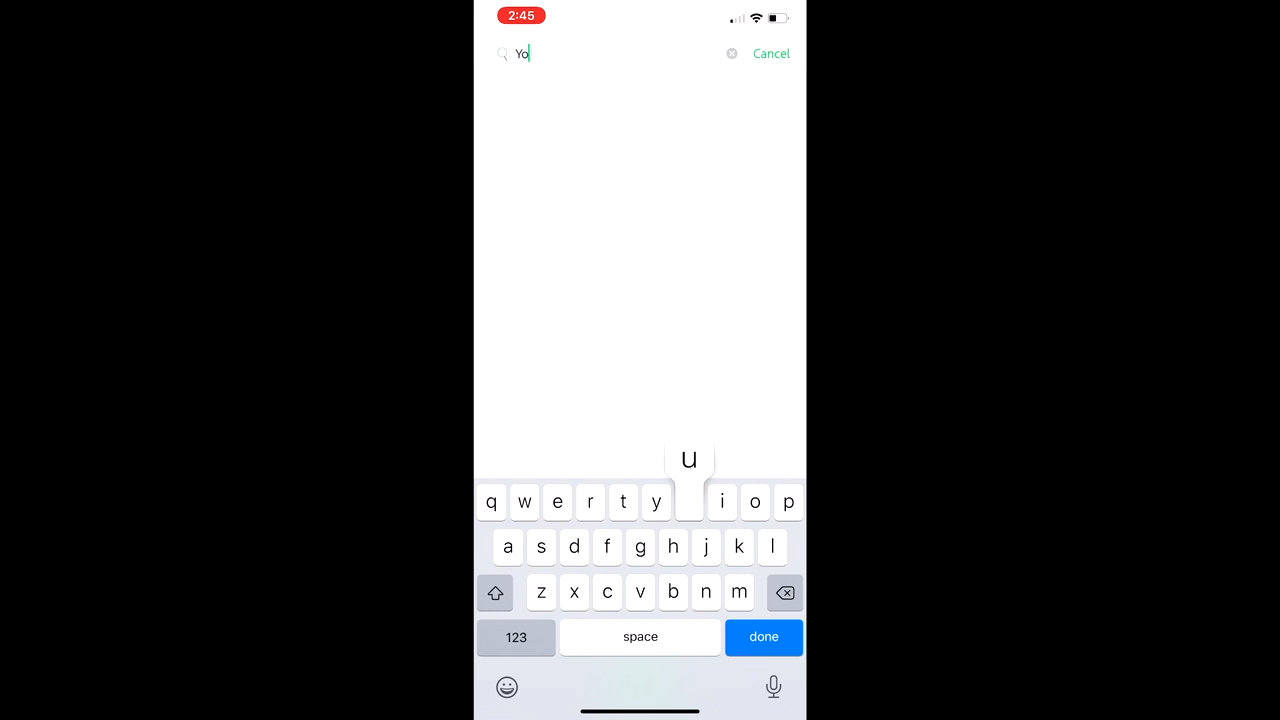 2:45
Yo
Cancel
u
q w e r t y i o p
a s d f g h j k l
z x c v b n m
123 space done